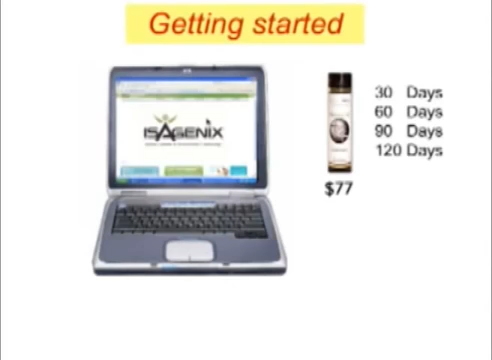 Getting started
ISAGENIX
30 Days
60 Days
90 Days
120 Days
$77